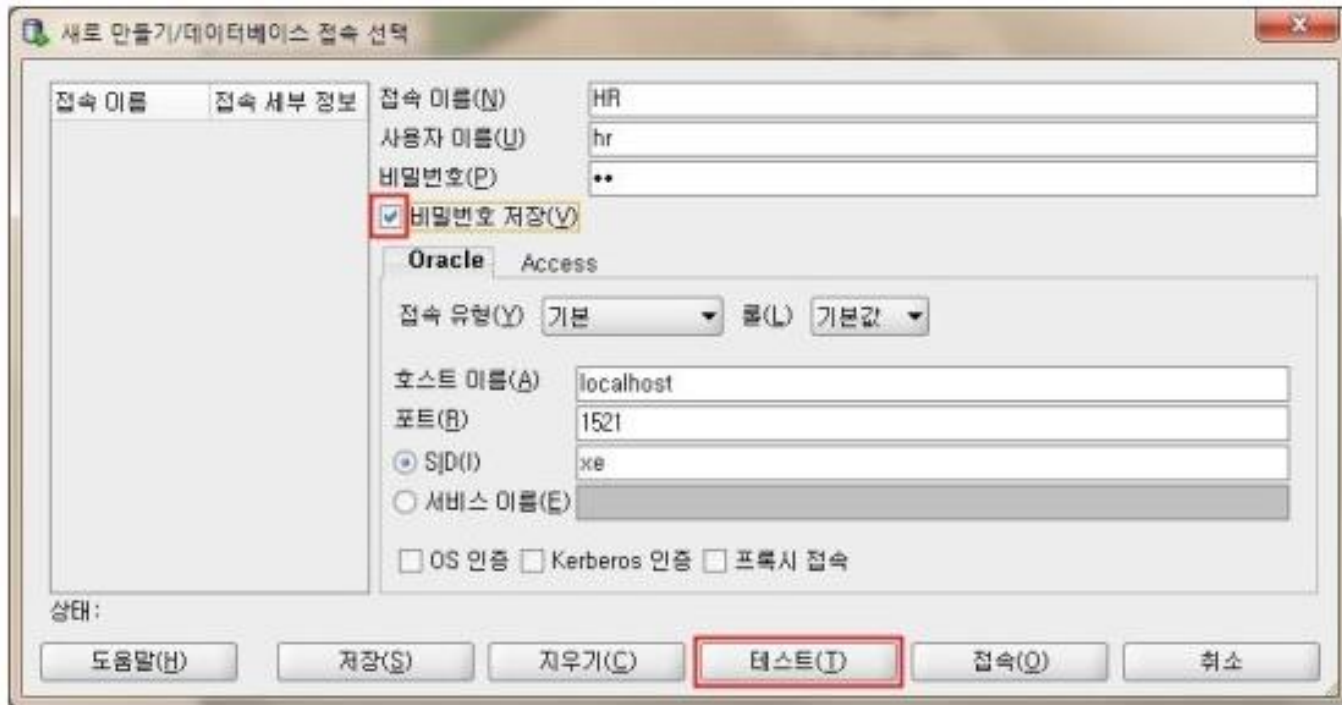 새로 만들기/데이터베이스 접속 선택
접속 이름 접속 세부 정보
접속 이름(N) HR
사용자 이름(U) hr
비밀번호(P) ••
비밀번호 저장(V)
Oracle Access
접속 유형(Y) 기본 롤(L) 기본값
호스트 이름(A) localhost
포트(R) 1521
SID(I) xe
서비스 이름(E)
OS 인증 Kerberos 인증 프록시 접속
상태:
도움말(H) 저장(S) 지우기(C) 테스트(T) 접속(O) 취소